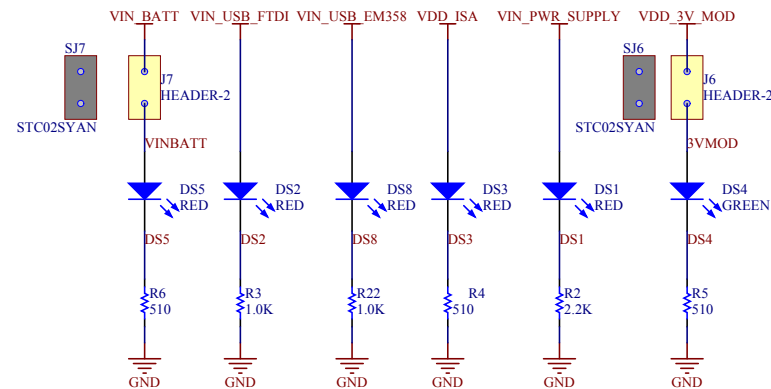 VIN_BATT VIN_USB_FTDI VIN_USB_EM358 VDD_ISA VIN_PWR_SUPPLY VDD_3V_MOD
SJ7
J7
HEADER-2
STC02SYAN
SJ6
J6
HEADER-2
STC02SYAN
VINBATT
3VMOD
DS5
RED
DS2
RED
DS8
RED
DS3
RED
DS1
RED
DS4
GREEN
DS5 DS2 DS8 DS3 DS1 DS4
R6
510
R3
1.0K
R22
1.0K
R4
510
R2
2.2K
R5
510
GND GND GND GND GND GND